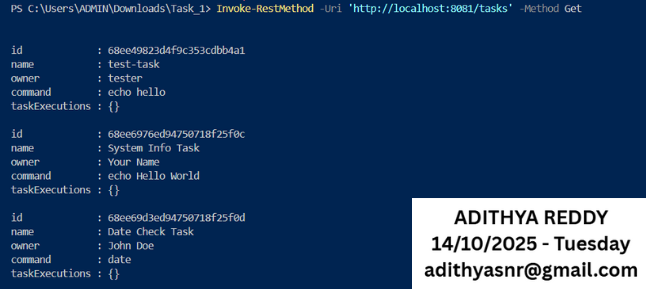 PS C:\Users\ADMIN\Downloads\Task_1> Invoke-RestMethod -Uri 'http://localhost:8081/tasks' -Method Get
id : 68ee49823d4f9c353cdbb4a1
name : test-task
owner : tester
command : echo hello
taskExecutions : {}
id : 68ee6976ed94750718f25f0c
name : System Info Task
owner : Your Name
command : echo Hello World
taskExecutions : {}
id : 68ee69d3ed94750718f25f0d
name : Date Check Task
owner : John Doe
command : date
taskExecutions : {}
ADITHYA REDDY
14/10/2025 - Tuesday
adithyasnr@gmail.com